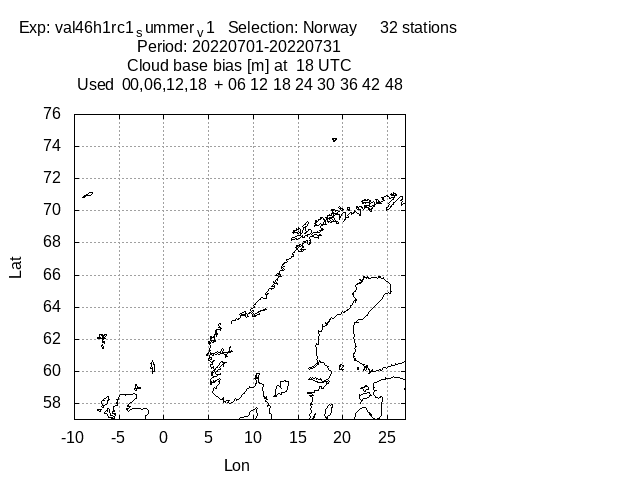 Exp: val46h1rc1summerv1 Selection: Norway 32 stations
Period: 20220701-20220731
Cloud base bias [m] at 18 UTC
Used 00,06,12,18 + 06 12 18 24 30 36 42 48
76
74
72
70
68
66
64
62
60
58
Lat
-10 -5 0 5 10 15 20 25
Lon